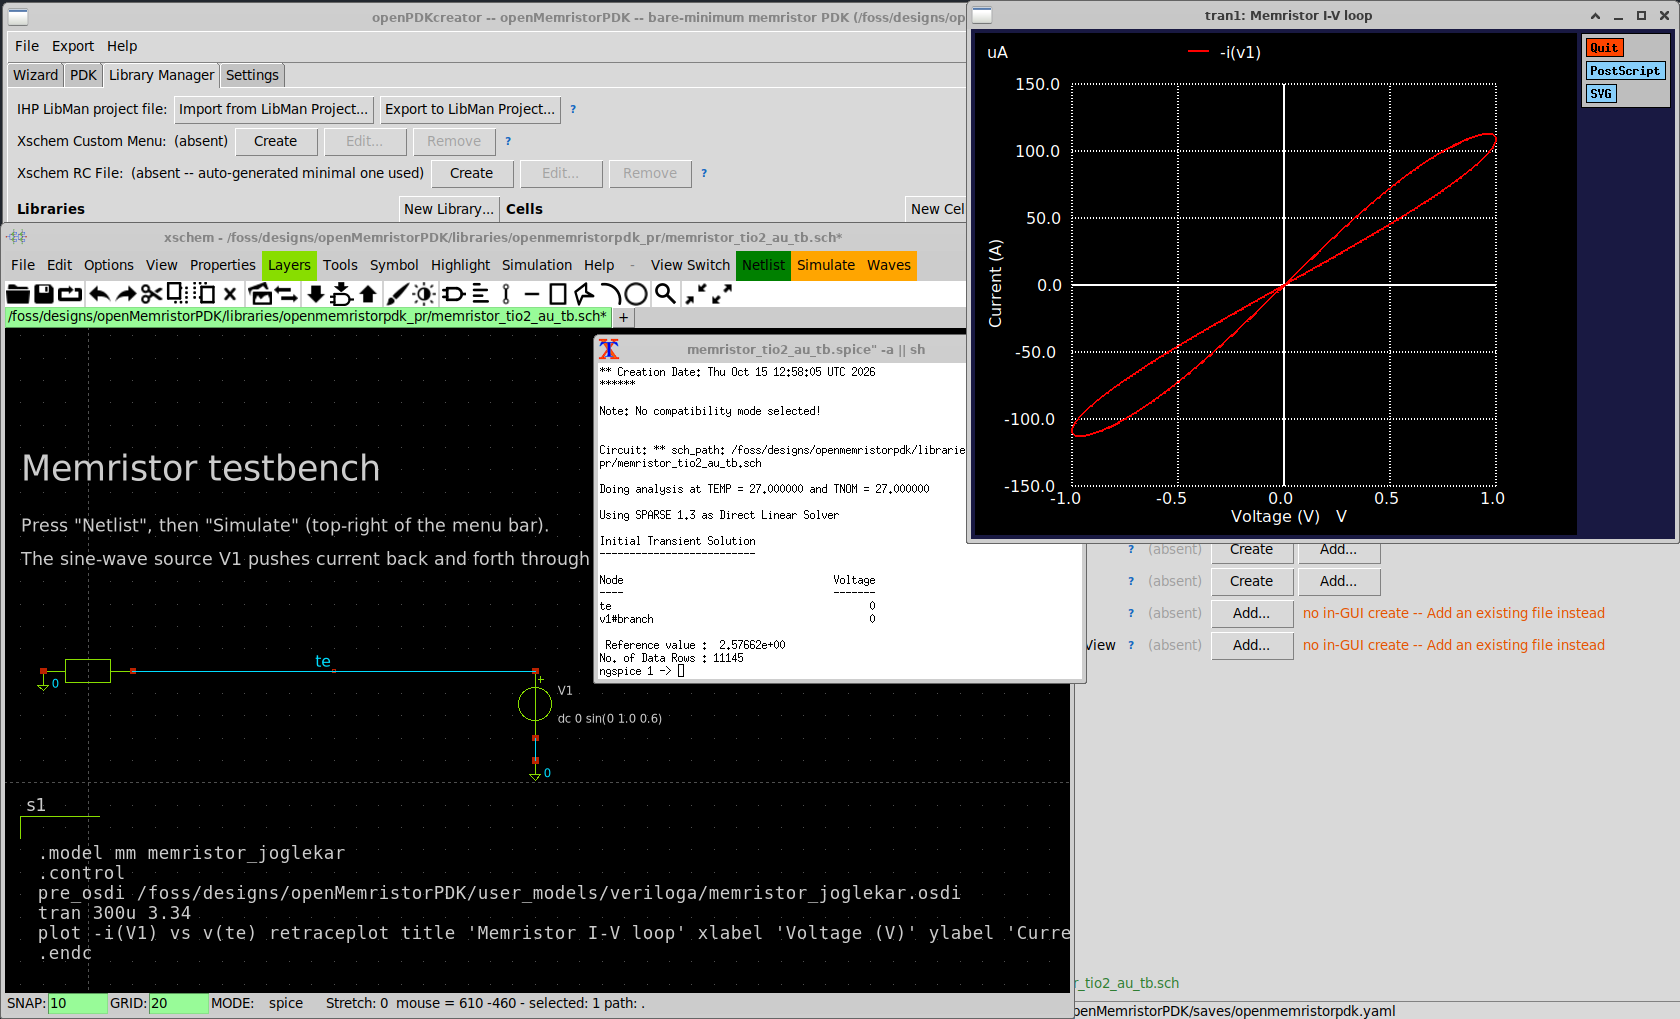 openPDKcreator -- openMemristorPDK -- bare-minimum memristor PDK (/foss/designs/op
File Export Help
Wizard PDK Library Manager Settings
IHP LibMan project file: Import from LibMan Project... Export to LibMan Project... ?
Xschem Custom Menu: (absent) Create Edit... Remove ?
Xschem RC File: (absent -- auto-generated minimal one used) Create Edit... Remove ?
Libraries New Library... Cells New Cel
xschem - /foss/designs/openMemristorPDK/libraries/openmemristorpdk_pr/memristor_tio2_au_tb.sch*
File Edit Options View Properties Layers Tools Symbol Highlight Simulation Help - View Switch Netlist Simulate Waves
/foss/designs/openMemristorPDK/libraries/openmemristorpdk_pr/memristor_tio2_au_tb.sch* +
Memristor testbench
Press "Netlist", then "Simulate" (top-right of the menu bar).
The sine-wave source V1 pushes current back and forth through
te
0
+
V1
dc 0 sin(0 1.0 0.6)
0
s1
.model mm memristor_joglekar
.control
pre_osdi /foss/designs/openMemristorPDK/user_models/veriloga/memristor_joglekar.osdi
tran 300u 3.34
plot -i(V1) vs v(te) retraceplot title 'Memristor I-V loop' xlabel 'Voltage (V)' ylabel 'Curre
.endc
SNAP: 10 GRID: 20 MODE: spice Stretch: 0 mouse = 610 -460 - selected: 1 path: .
memristor_tio2_au_tb.spice" -a || sh
** Creation Date: Thu Oct 15 12:58:05 UTC 2026
******
Note: No compatibility mode selected!
Circuit: ** sch_path: /foss/designs/openmemristorpdk/librarie
pr/memristor_tio2_au_tb.sch
Doing analysis at TEMP = 27.000000 and TNOM = 27.000000
Using SPARSE 1.3 as Direct Linear Solver
Initial Transient Solution
--------------------------
Node Voltage
---- -------
te 0
v1#branch 0
Reference value : 2.57662e+00
No. of Data Rows : 11145
ngspice 1 ->
tran1: Memristor I-V loop
Quit
PostScript
SVG
uA
-i(v1)
150.0
100.0
50.0
0.0
-50.0
-100.0
-150.0
Current (A)
-1.0 -0.5 0.0 0.5 1.0
Voltage (V) V
? (absent) Create Add...
? (absent) Create Add...
? (absent) Add... no in-GUI create -- Add an existing file instead
View ? (absent) Add... no in-GUI create -- Add an existing file instead
r_tio2_au_tb.sch
penMemristorPDK/saves/openmemristorpdk.yaml